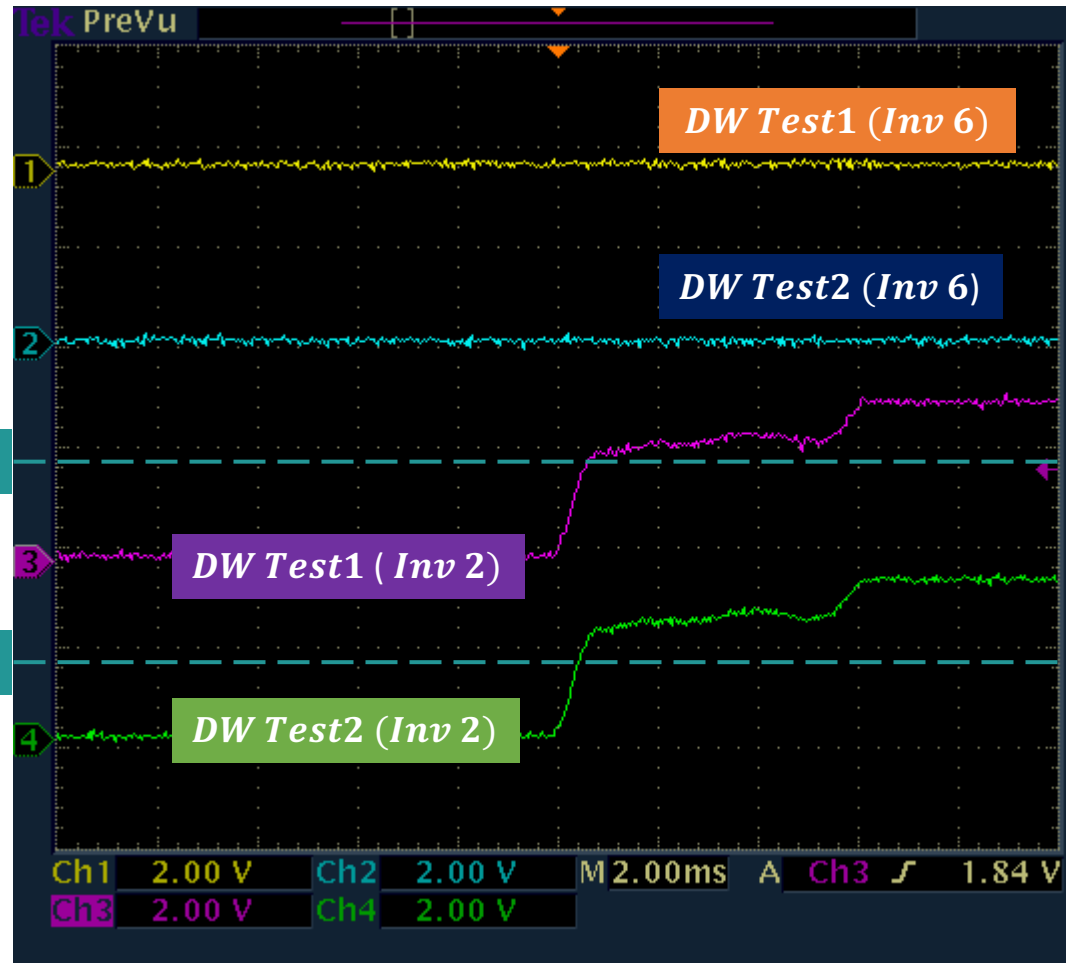 Tek PreVu
DW Test1 (Inv 6)
1
DW Test2 (Inv 6)
2
3
DW Test1 ( Inv 2)
DW Test2 (Inv 2)
4
Ch1 2.00 V Ch2 2.00 V M 2.00ms A Ch3 1.84 V
Ch3 2.00 V Ch4 2.00 V